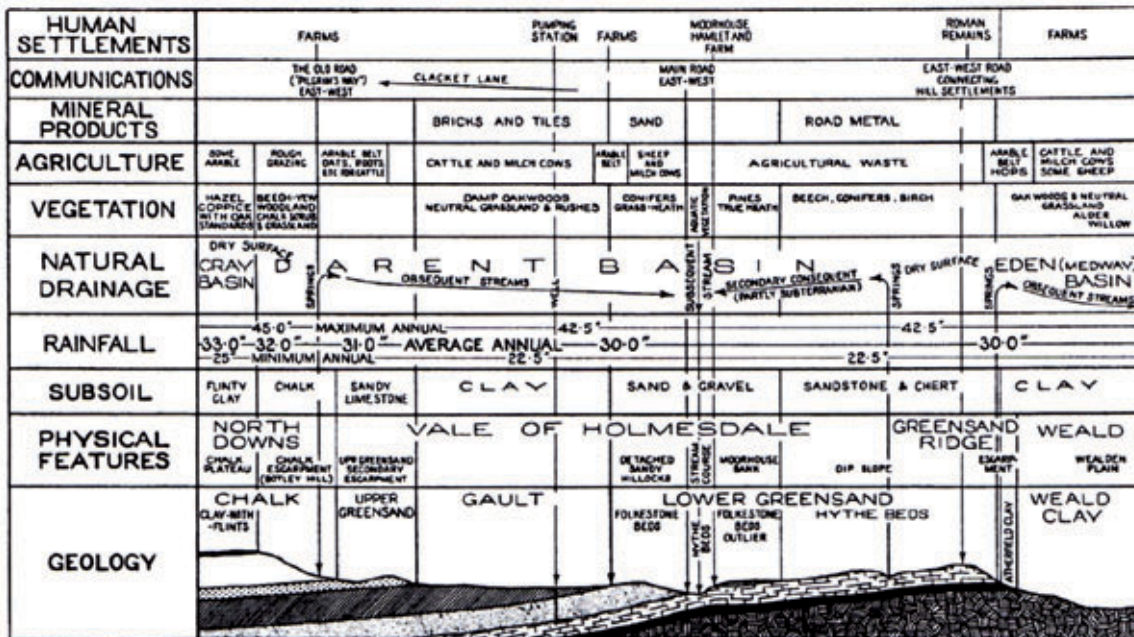 HUMAN SETTLEMENTS
FARMS
PUMPING STATION
FARMS
MOORHOUSE HAMLET AND FARM
ROMAN REMAINS
FARMS
COMMUNICATIONS
THE OLD ROAD ("PILGRIM'S WAY") EAST-WEST
CLACKET LANE
MAIN ROAD EAST-WEST
EAST-WEST ROAD CONNECTING HILL SETTLEMENTS
MINERAL PRODUCTS
BRICKS AND TILES
SAND
ROAD METAL
AGRICULTURE
SOME ARABLE
ROUGH GRAZING
ARABLE BELT OATS, ROOTS, ETC. FOR CATTLE
CATTLE AND MILCH COWS
ARABLE BELT
SHEEP AND MILCH COWS
AGRICULTURAL WASTE
ARABLE BELT HOPS
CATTLE AND MILCH COWS SOME SHEEP
VEGETATION
HAZEL COPPICE WITH OAK STANDARDS
BEECH-YEW WOODLAND CHALK SCRUB & GRASSLAND
DAMP OAKWOODS
NEUTRAL GRASSLAND & RUSHES
CONIFERS GRASS-HEATH
AQUATIC VEGETATION
PINES TRUE HEATH
BEECH, CONIFERS, BIRCH
OAKWOODS & NEUTRAL GRASSLAND
ALDER
WILLOW
NATURAL DRAINAGE
DRY SURFACE
CRAY BASIN
DARENT BASIN
SPRINGS
OBSEQUENT STREAMS
WELL
SUBSEQUENT STREAM
SECONDARY CONSEQUENT (PARTLY SUBTERRANIAN)
SPRINGS
DRY SURFACE
SPRINGS
EDEN (MEDWAY) BASIN
OBSEQUENT STREAMS
RAINFALL
45.0" MAXIMUM ANNUAL 42.5" 42.5"
33.0" 32.0" 31.0" AVERAGE ANNUAL 30.0" 30.0"
25" MINIMUM ANNUAL 22.5" 22.5"
SUBSOIL
FLINTY CLAY
CHALK
SANDY LIMESTONE
CLAY
SAND & GRAVEL
SANDSTONE & CHERT
CLAY
PHYSICAL FEATURES
NORTH DOWNS
VALE OF HOLMESDALE
GREENSAND RIDGE
WEALD
CHALK PLATEAU
CHALK ESCARPMENT (BOTLEY HILL)
UPP GREENSAND SECONDARY ESCARPMENT
DETACHED SANDY HILLOCKS
STREAM COURSE
MOORHOUSE BANK
DIP SLOPE
ESCARPMENT
WEALDEN PLAIN
GEOLOGY
CHALK
CLAY-WITH-FLINTS
UPPER GREENSAND
GAULT
LOWER GREENSAND
FOLKESTONE BEDS
HYTHE BEDS
FOLKESTONE BEDS OUTLIER
HYTHE BEDS
ATHERFIELD CLAY
WEALD CLAY